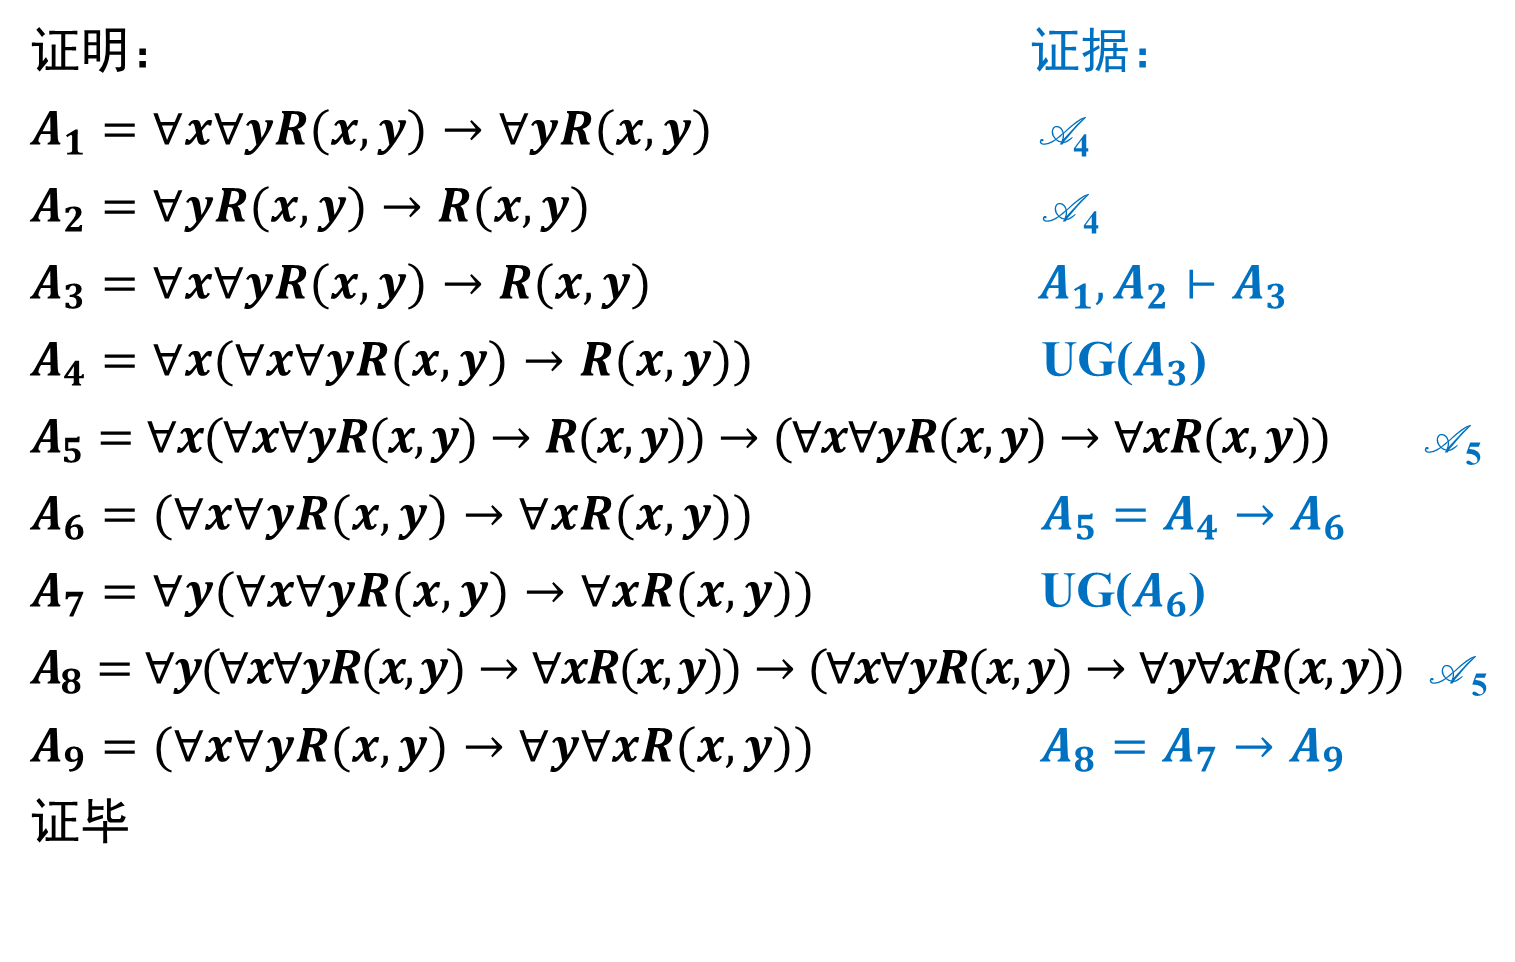 证明： 证据：
A₁ = ∀x∀yR(x, y) → ∀yR(x, y) 𝒜₄
A₂ = ∀yR(x, y) → R(x, y) 𝒜₄
A₃ = ∀x∀yR(x, y) → R(x, y) A₁, A₂ ⊢ A₃
A₄ = ∀x(∀x∀yR(x, y) → R(x, y)) UG(A₃)
A₅ = ∀x(∀x∀yR(x, y) → R(x, y)) → (∀x∀yR(x, y) → ∀xR(x, y)) 𝒜₅
A₆ = (∀x∀yR(x, y) → ∀xR(x, y)) A₅ = A₄ → A₆
A₇ = ∀y(∀x∀yR(x, y) → ∀xR(x, y)) UG(A₆)
A₈ = ∀y(∀x∀yR(x, y) → ∀xR(x, y)) → (∀x∀yR(x, y) → ∀y∀xR(x, y)) 𝒜₅
A₉ = (∀x∀yR(x, y) → ∀y∀xR(x, y)) A₈ = A₇ → A₉
证毕